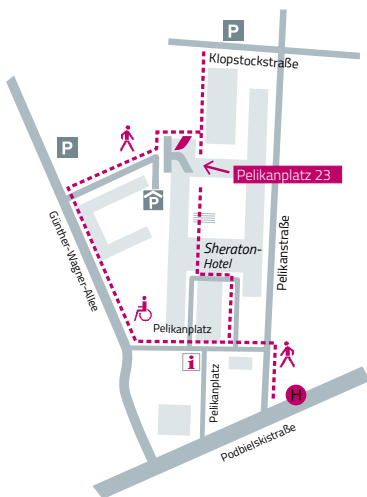 P
Klopstockstraße
P
Pelikanplatz 23
P
Günther-Wagner-Allee
Sheraton-
Hotel
Pelikanstraße
Pelikanplatz
i
Pelikanplatz
H
Podbielskistraße